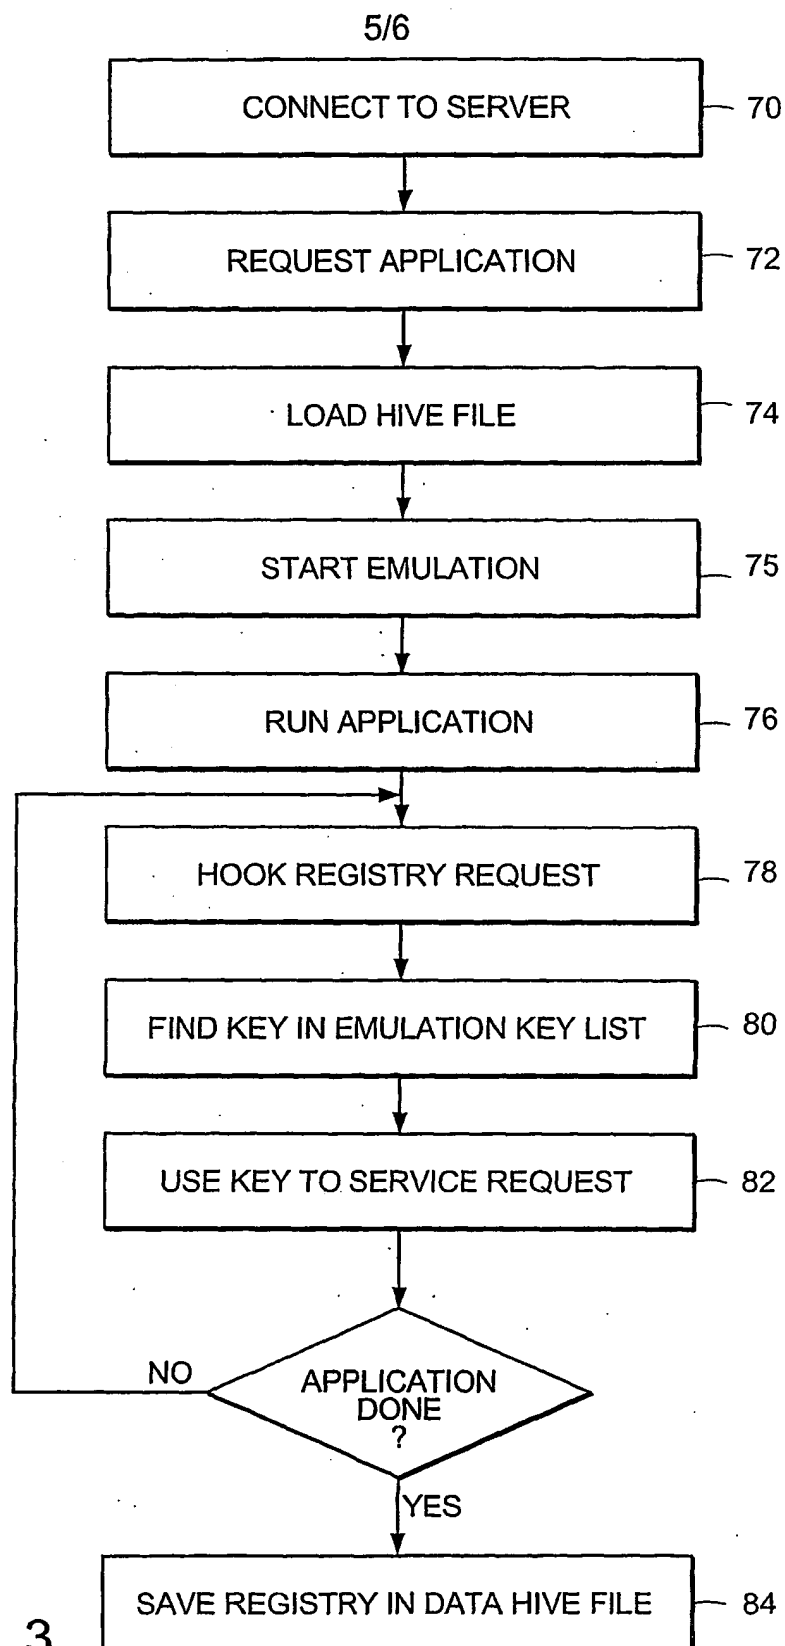 5/6
CONNECT TO SERVER
70
REQUEST APPLICATION
72
LOAD HIVE FILE
74
START EMULATION
75
RUN APPLICATION
76
HOOK REGISTRY REQUEST
78
FIND KEY IN EMULATION KEY LIST
80
USE KEY TO SERVICE REQUEST
82
NO
APPLICATION
DONE
?
YES
SAVE REGISTRY IN DATA HIVE FILE
84
3